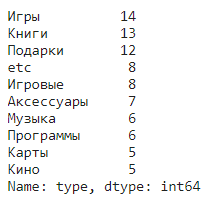 Игры 14
Книги 13
Подарки 12
etc 8
Игровые 8
Аксессуары 7
Музыка 6
Программы 6
Карты 5
Кино 5
Name: type, dtype: int64